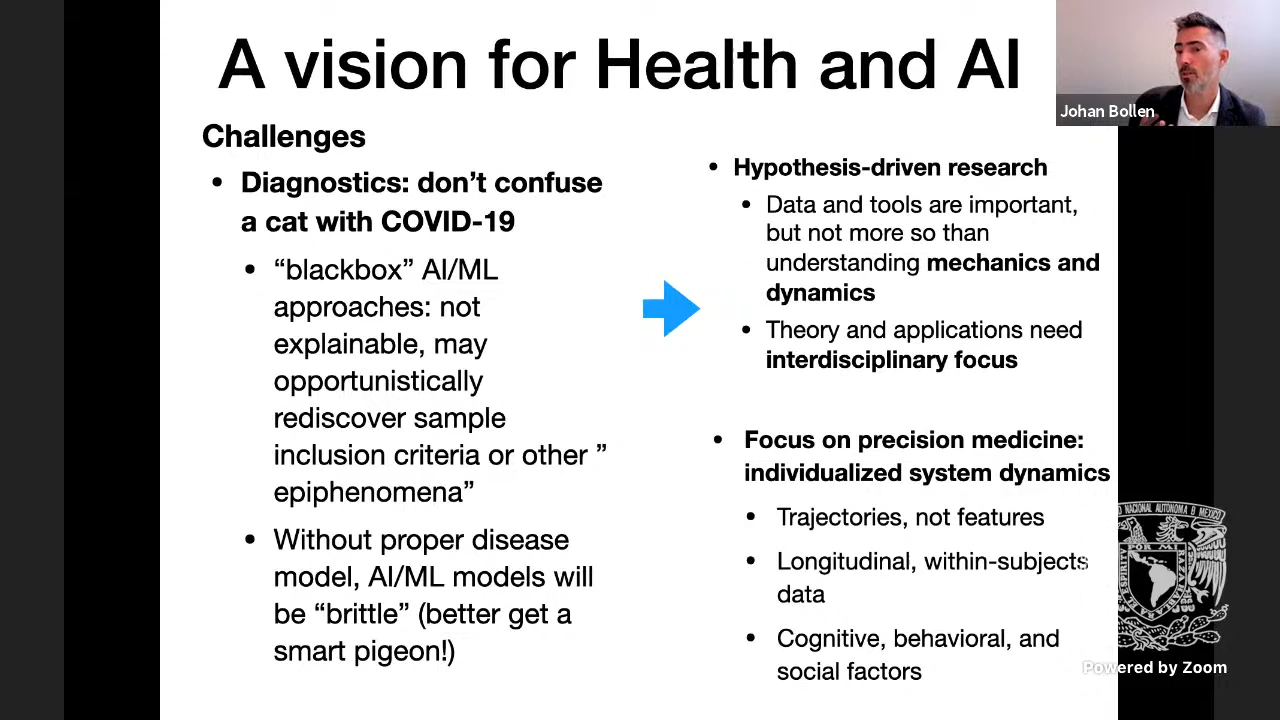 A vision for Health and AI
Johan Bollen
Challenges
• Diagnostics: don’t confuse
a cat with COVID-19
• “blackbox” AI/ML
approaches: not
explainable, may
opportunistically
rediscover sample
inclusion criteria or other ”
epiphenomena”
• Without proper disease
model, AI/ML models will
be “brittle” (better get a
smart pigeon!)
• Hypothesis-driven research
• Data and tools are important,
but not more so than
understanding mechanics and
dynamics
• Theory and applications need
interdisciplinary focus
• Focus on precision medicine:
individualized system dynamics
• Trajectories, not features
• Longitudinal, within-subjects
data
• Cognitive, behavioral, and
social factors
NACIONAL AUTONOMA
POR MI
Powered by Zoom